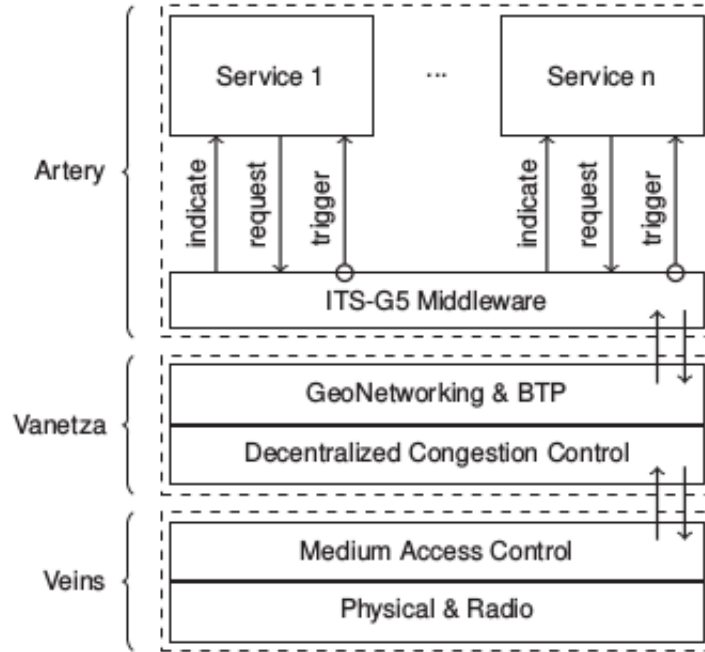 Service 1
...
Service n
Artery
indicate
request
trigger
indicate
request
trigger
ITS-G5 Middleware
GeoNetworking & BTP
Vanetza
Decentralized Congestion Control
Medium Access Control
Veins
Physical & Radio